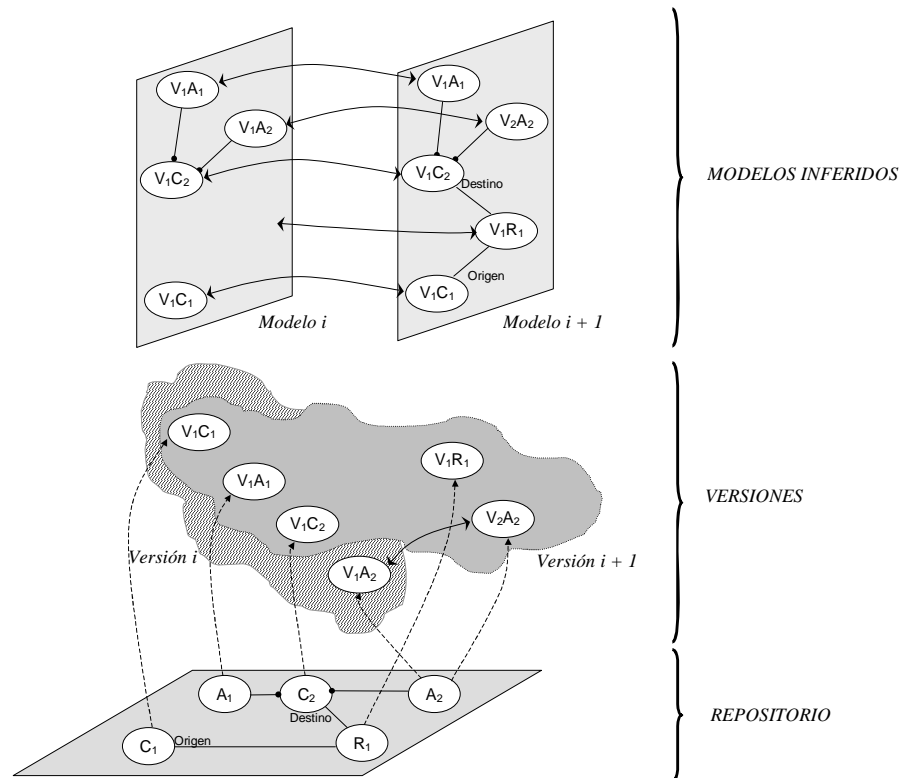 V1A1
V1A2
V1C2
V1C1
Modelo i
V1A1
V2A2
V1C2
Destino
V1R1
Origen
V1C1
Modelo i + 1
MODELOS INFERIDOS
V1C1
V1A1
V1R1
V1C2
V2A2
Versión i
V1A2
Versión i + 1
VERSIONES
A1
C2
A2
Destino
C1
Origen
R1
REPOSITORIO